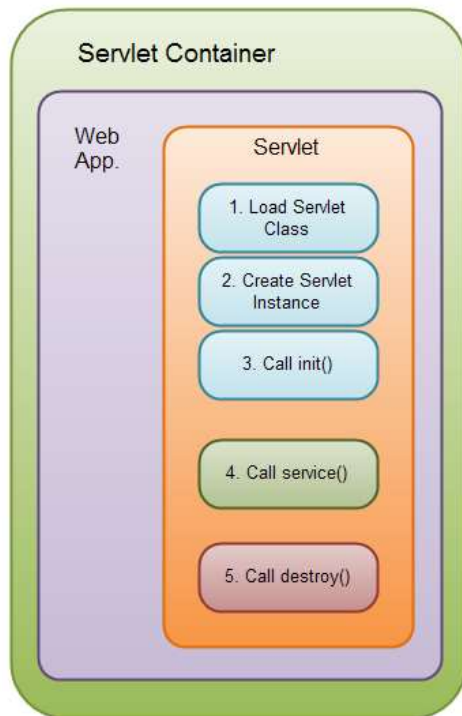 Servlet Container
Web
App.
Servlet
1. Load Servlet
Class
2. Create Servlet
Instance
3. Call init()
4. Call service()
5. Call destroy()